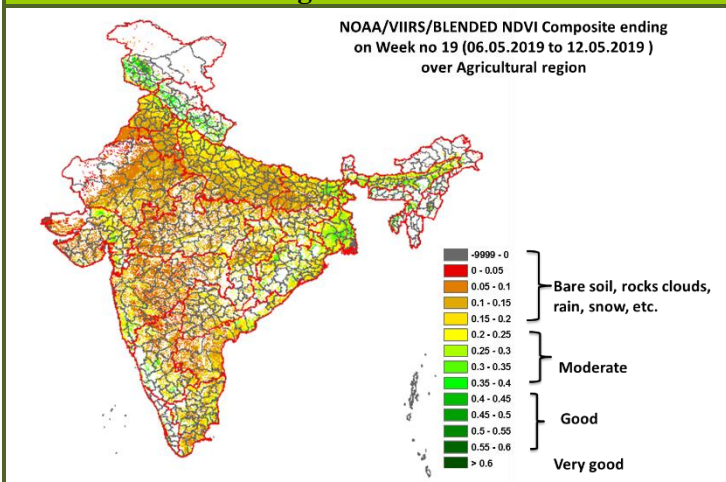 NOAA/VIIRS/BLENDED NDVI Composite ending
on Week no 19 (06.05.2019 to 12.05.2019 )
over Agricultural region
-9999 - 0
0 - 0.05
0.05 - 0.1
0.1 - 0.15
0.15 - 0.2
0.2 - 0.25
0.25 - 0.3
0.3 - 0.35
0.35 - 0.4
0.4 - 0.45
0.45 - 0.5
0.5 - 0.55
0.55 - 0.6
> 0.6
Bare soil, rocks clouds,
rain, snow, etc.
Moderate
Good
Very good